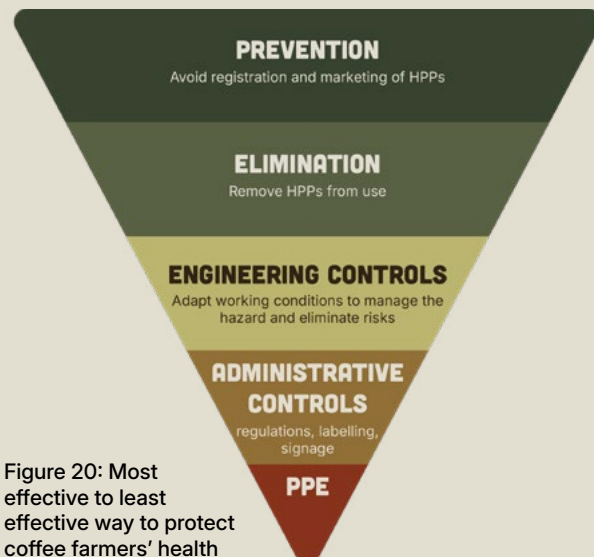 PREVENTION
Avoid registration and marketing of HPPs
ELIMINATION
Remove HPPs from use
ENGINEERING CONTROLS
Adapt working conditions to manage the
hazard and eliminate risks
ADMINISTRATIVE
CONTROLS
regulations, labelling,
signage
PPE
Figure 20: Most
effective to least
effective way to protect
coffee farmers' health